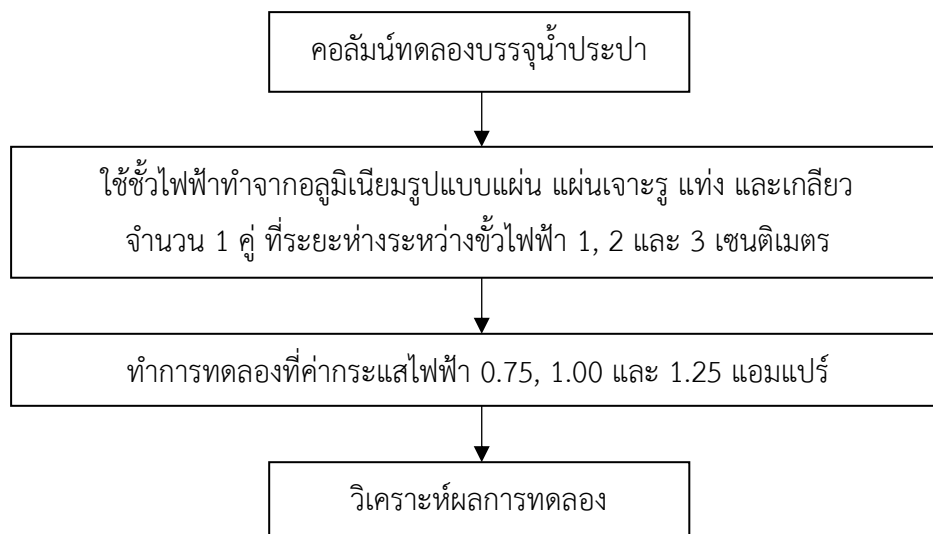 คอลัมน์ทดลองบรรจุน้ำประปา
ใช้ชั้วไฟฟ้าทำจากอลูมิเนียมรูปแบบแผ่น แผ่นเจาะรู แท่ง และเกลียว
จำนวน 1 คู่ ที่ระยะห่างระหว่างขั้วไฟฟ้า 1, 2 และ 3 เซนติเมตร
ทำการทดลองที่ค่ากระแสไฟฟ้า 0.75, 1.00 และ 1.25 แอมแปร์
วิเคราะห์ผลการทดลอง